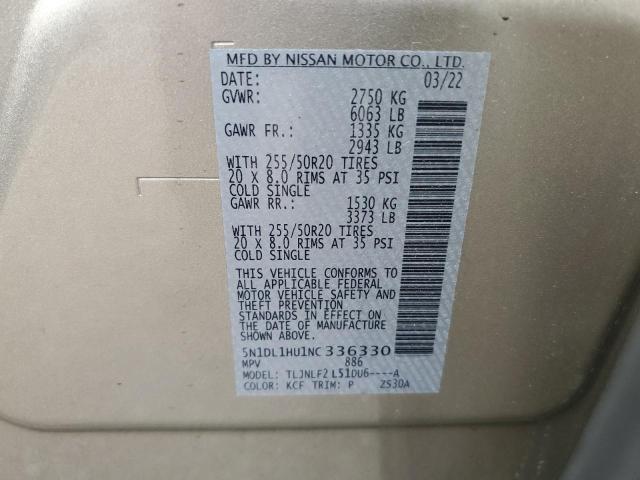 MFD BY NISSAN MOTOR CO., LTD.
DATE: 03/22
GVWR: 2750 KG
6063 LB
GAWR FR.: 1335 KG
2943 LB
WITH 255/50R20 TIRES
20 X 8.0 RIMS AT 35 PSI
COLD SINGLE
GAWR RR.: 1530 KG
3373 LB
WITH 255/50R20 TIRES
20 X 8.0 RIMS AT 35 PSI
COLD SINGLE
THIS VEHICLE CONFORMS TO
ALL APPLICABLE FEDERAL
MOTOR VEHICLE SAFETY AND
THEFT PREVENTION
STANDARDS IN EFFECT ON
THE DATE OF MANUFACTURE
SHOWN ABOVE.
5N1DL1HU1NC336330
MPV 886
MODEL: TLJNLF2 L51DU6----A
COLOR: KCF TRIM: P ZS30A